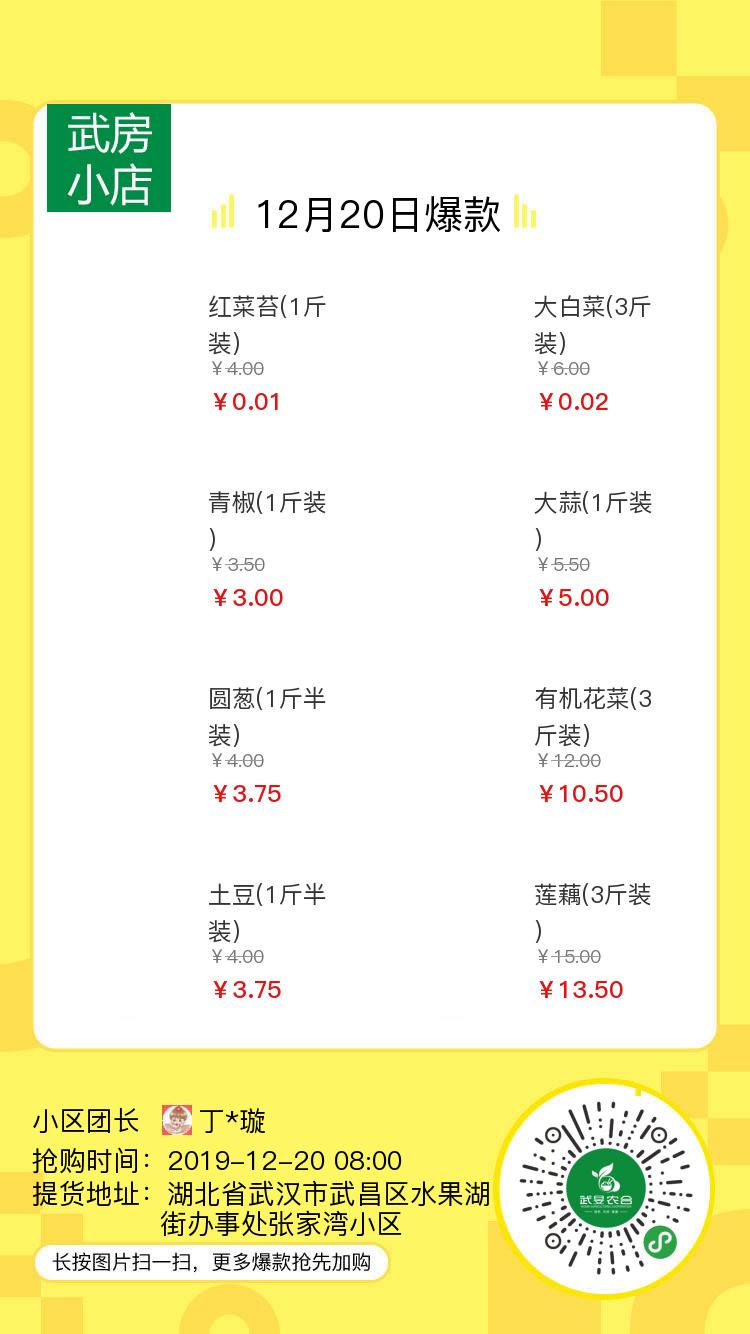 武房
小店
12月20日爆款
红菜苔(1斤
装)
¥4.00
¥0.01
大白菜(3斤
装)
¥6.00
¥0.02
青椒(1斤装
)
¥3.50
¥3.00
大蒜(1斤装
)
¥5.50
¥5.00
圆葱(1斤半
装)
¥4.00
¥3.75
有机花菜(3
斤装)
¥12.00
¥10.50
土豆(1斤半
装)
¥4.00
¥3.75
莲藕(3斤装
)
¥15.00
¥13.50
小区团长 丁*璇
抢购时间：2019-12-20 08:00
提货地址：湖北省武汉市武昌区水果湖
街办事处张家湾小区
长按图片扫一扫，更多爆款抢先加购